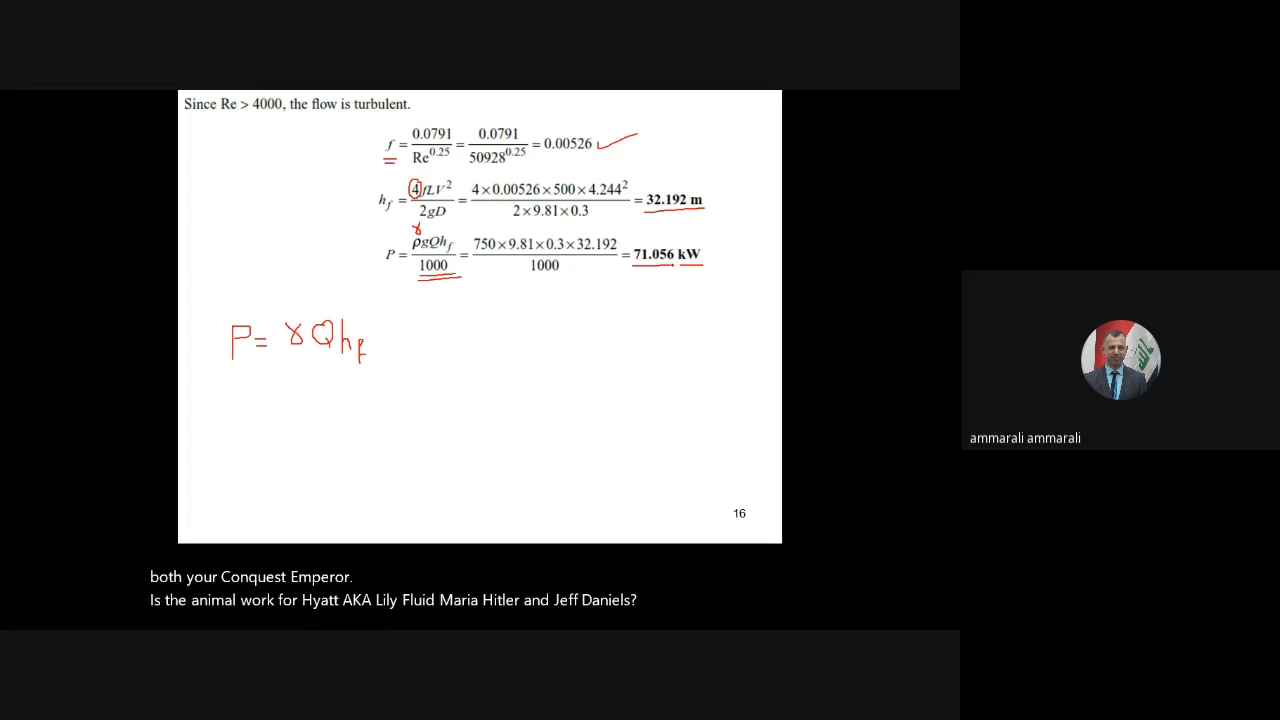 Since Re > 4000, the flow is turbulent.
f = 0.0791 / Re^0.25 = 0.0791 / 50928^0.25 = 0.00526
h_f = 4fLV^2 / 2gD = 4×0.00526×500×4.244^2 / 2×9.81×0.3 = 32.192 m
γ
P = ρgQh_f / 1000 = 750×9.81×0.3×32.192 / 1000 = 71.056 kW
P = γQh_f
16
ammarali ammarali
both your Conquest Emperor.
Is the animal work for Hyatt AKA Lily Fluid Maria Hitler and Jeff Daniels?